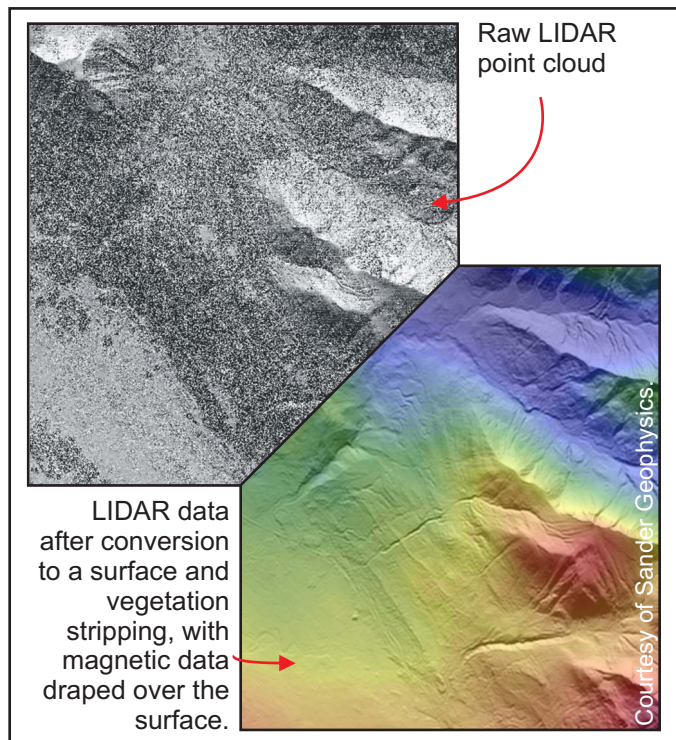 Raw LIDAR
point cloud
LIDAR data
after conversion
to a surface and
vegetation
stripping, with
magnetic data
draped over the
surface.
Courtesy of Sander Geophysics.